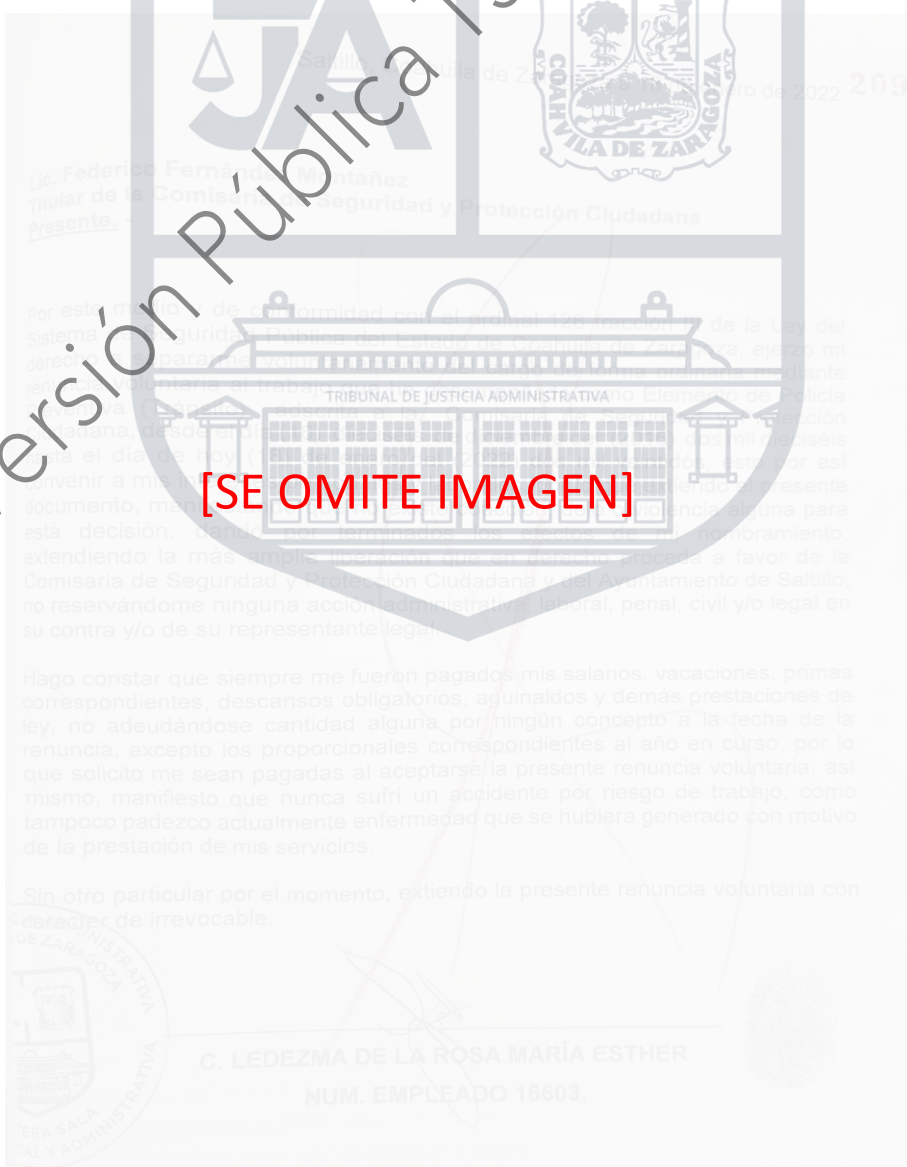 Saltillo, Coahuila de Za ero de 2022 209
COAHVILA DE ZARAGOZA
Lic. Federico Fernández Montañez
Titular de la Comisaría de Seguridad y Protección Ciudadana
Presente. -
Versión Pública
Por este medio y de conformidad con el ordinal 126 fracción de la Ley del
Sistema de Seguridad Pública del Estado de Coahuila de Zaragoza, ejerzo mi
derecho a separarme voluntariamente del cargo de forma ordinaria mediante
renuncia voluntaria al trabajo que Elemento de Policía
TRIBUNAL DE JUSTICIA ADMINISTRATIVA
Preventiva (Tránsito), adscrita a la Comisaría de Seguridad y Protección
Ciudadana, desde el día dos mil dieciséis
hasta el día de hoy esto por así
convenir a mis el presente
[SE OMITE IMAGEN]
documento, violencia alguna para
esta decisión, dando por terminados los efectos de mi nombramiento,
extendiendo la más amplia liberación que en derecho proceda a favor de la
Comisaría de Seguridad y Protección Ciudadana y del Ayuntamiento de Saltillo,
no reservándome ninguna acción administrativa, laboral, penal, civil y/o legal en
su contra y/o de su representante legal.
Hago constar que siempre me fueron pagados mis salarios, vacaciones, primas
correspondientes, descansos obligatorios, aguinaldos y demás prestaciones de
ley, no adeudándose cantidad alguna por ningún concepto a la fecha de la
renuncia, excepto los proporcionales correspondientes al año en curso, por lo
que solicito me sean pagadas al aceptarse la presente renuncia voluntaria, así
mismo, manifiesto que nunca sufrí un accidente por riesgo de trabajo, como
tampoco padezco actualmente enfermedad que se hubiera generado con motivo
de la prestación de mis servicios.
Sin otro particular por el momento, extiendo la presente renuncia voluntaria con
carácter de irrevocable.
C. LEDEZMA DE LA ROSA MARÍA ESTHER
NUM. EMPLEADO 16603.